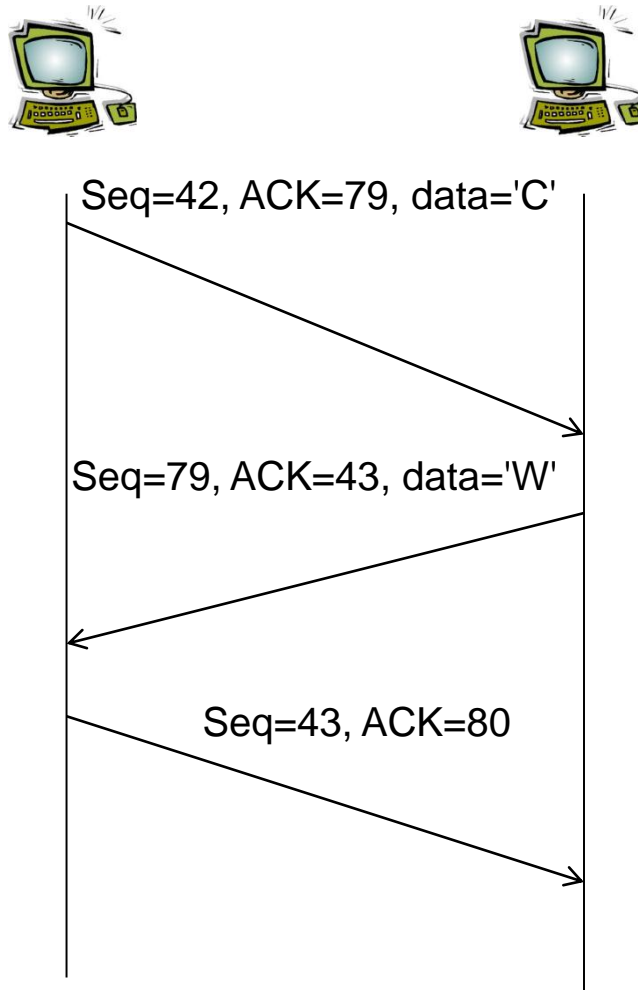 Seq=42, ACK=79, data='C'
Seq=79, ACK=43, data='W'
Seq=43, ACK=80